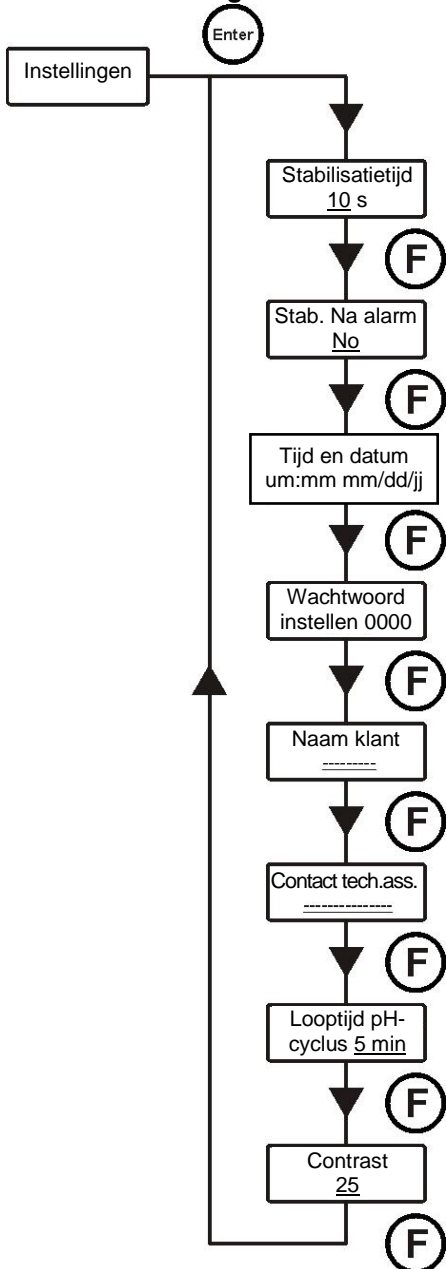 Enter
Instellingen
Stabilisatietijd
10 s
F
Stab. Na alarm
No
F
Tijd en datum
um:mm mm/dd/jj
F
Wachtwoord
instellen 0000
F
Naam klant
---------
F
Contact tech.ass.
---------------
F
Looptijd pH-
cyclus 5 min
F
Contrast
25
F